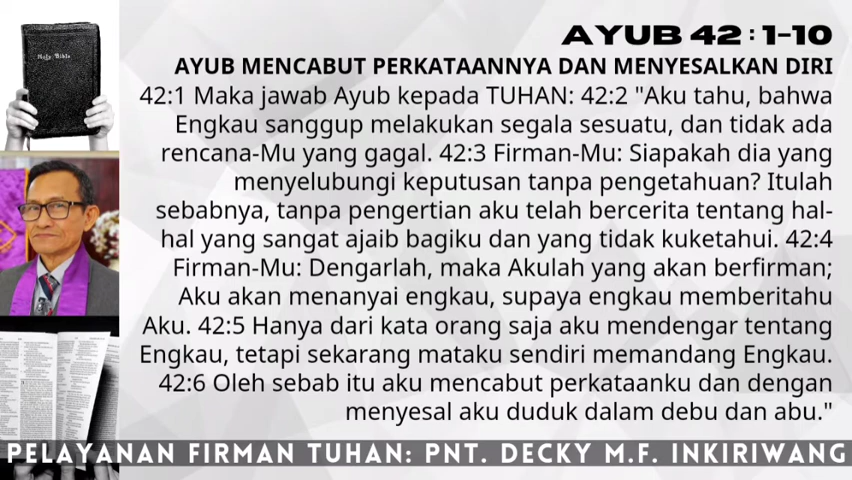 Holy Bible
AYUB 42 : 1-10
AYUB MENCABUT PERKATAANNYA DAN MENYESALKAN DIRI
42:1 Maka jawab Ayub kepada TUHAN: 42:2 "Aku tahu, bahwa
Engkau sanggup melakukan segala sesuatu, dan tidak ada
rencana-Mu yang gagal. 42:3 Firman-Mu: Siapakah dia yang
menyelubungi keputusan tanpa pengetahuan? Itulah
sebabnya, tanpa pengertian aku telah bercerita tentang hal-
hal yang sangat ajaib bagiku dan yang tidak kuketahui. 42:4
Firman-Mu: Dengarlah, maka Akulah yang akan berfirman;
Aku akan menanyai engkau, supaya engkau memberitahu
Aku. 42:5 Hanya dari kata orang saja aku mendengar tentang
Engkau, tetapi sekarang mataku sendiri memandang Engkau.
42:6 Oleh sebab itu aku mencabut perkataanku dan dengan
menyesal aku duduk dalam debu dan abu."
PELAYANAN FIRMAN TUHAN: PNT. DECKY M.F. INKIRIWANG